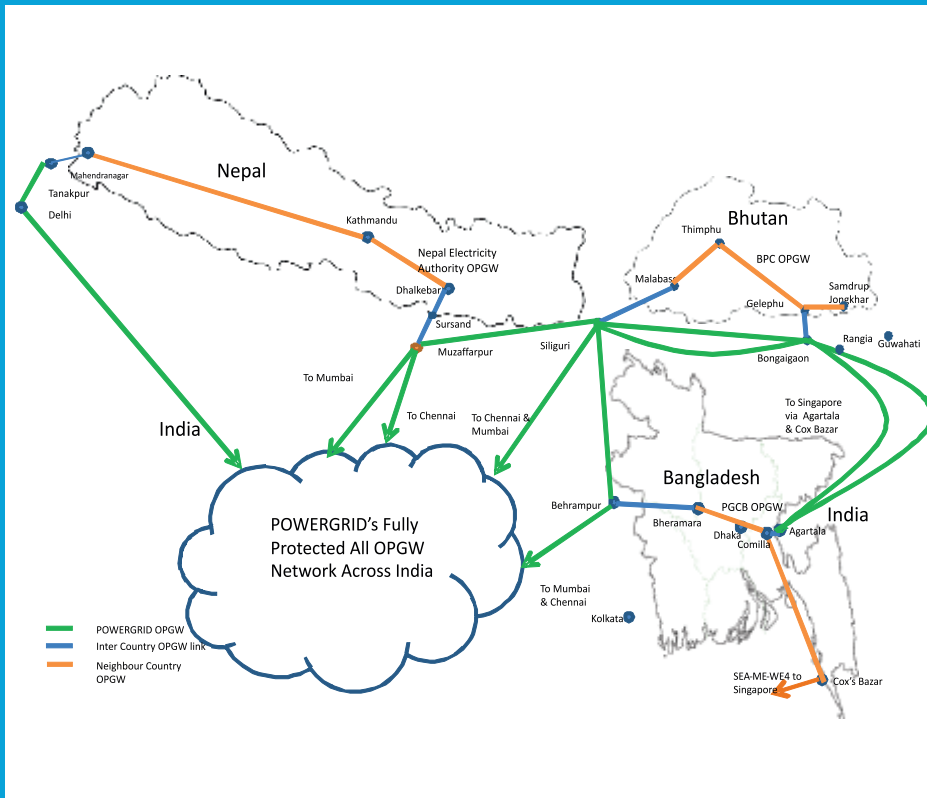 Nepal
Mahendranagar
Tanakpur
Delhi
Kathmandu
Nepal Electricity
Authority OPGW
Dhalkebar
Sursand
Muzaffarpur
Siliguri
Bhutan
Thimphu
BPC OPGW
Malabase
Samdrup
Jongkhar
Gelephu
Rangia
Guwahati
Bongaigaon
To Mumbai
To Chennai
To Chennai &
Mumbai
To Singapore
via Agartala
& Cox Bazar
India
Bangladesh
PGCB OPGW
India
Behrampur
Bheramara
Dhaka
Comilla
Agartala
POWERGRID's Fully
Protected All OPGW
Network Across India
To Mumbai
& Chennai
Kolkata
POWERGRID OPGW
Inter Country OPGW link
Neighbour Country
OPGW
SEA-ME-WE4 to
Singapore
Cox's Bazar